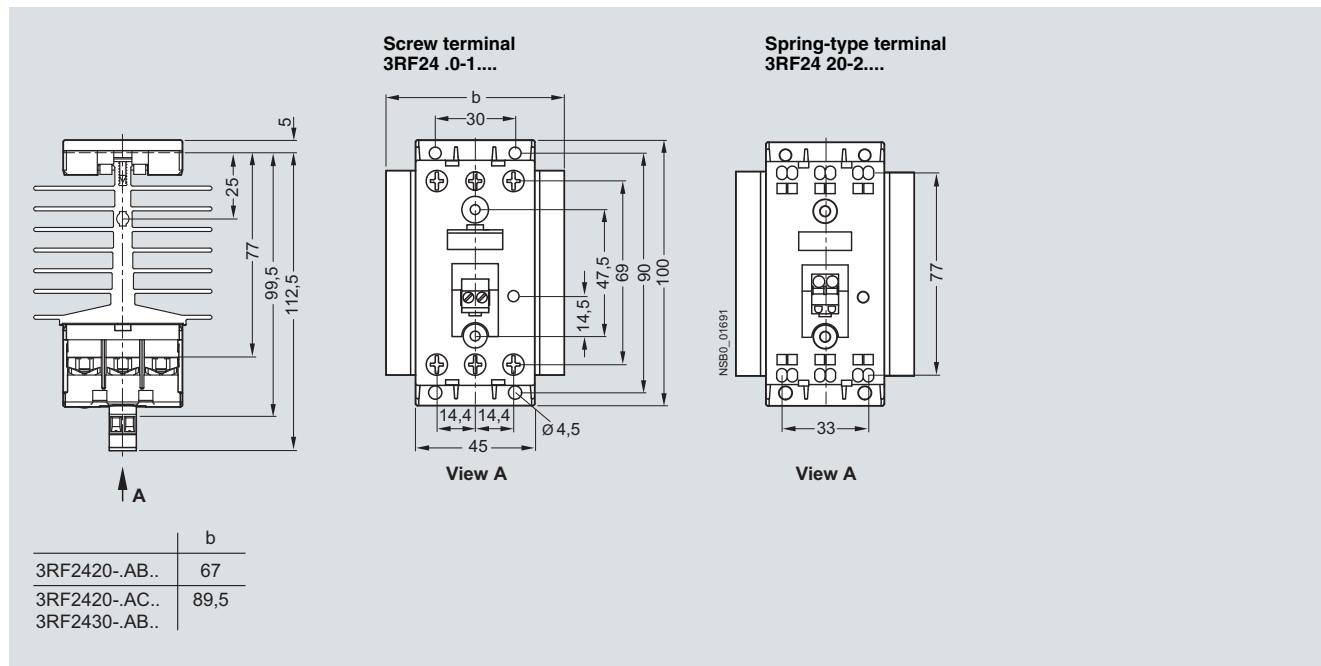 Screw terminal
3RF24 .0-1....
Spring-type terminal
3RF24 20-2....
5
25
77
99,5
112,5
A
b
30
14,5
47,5
69
90
100
14,4 14,4
Ø 4,5
45
View A
NSB0_01691
77
33
View A
b
3RF2420-.AB.. 67
3RF2420-.AC.. 89,5
3RF2430-.AB..